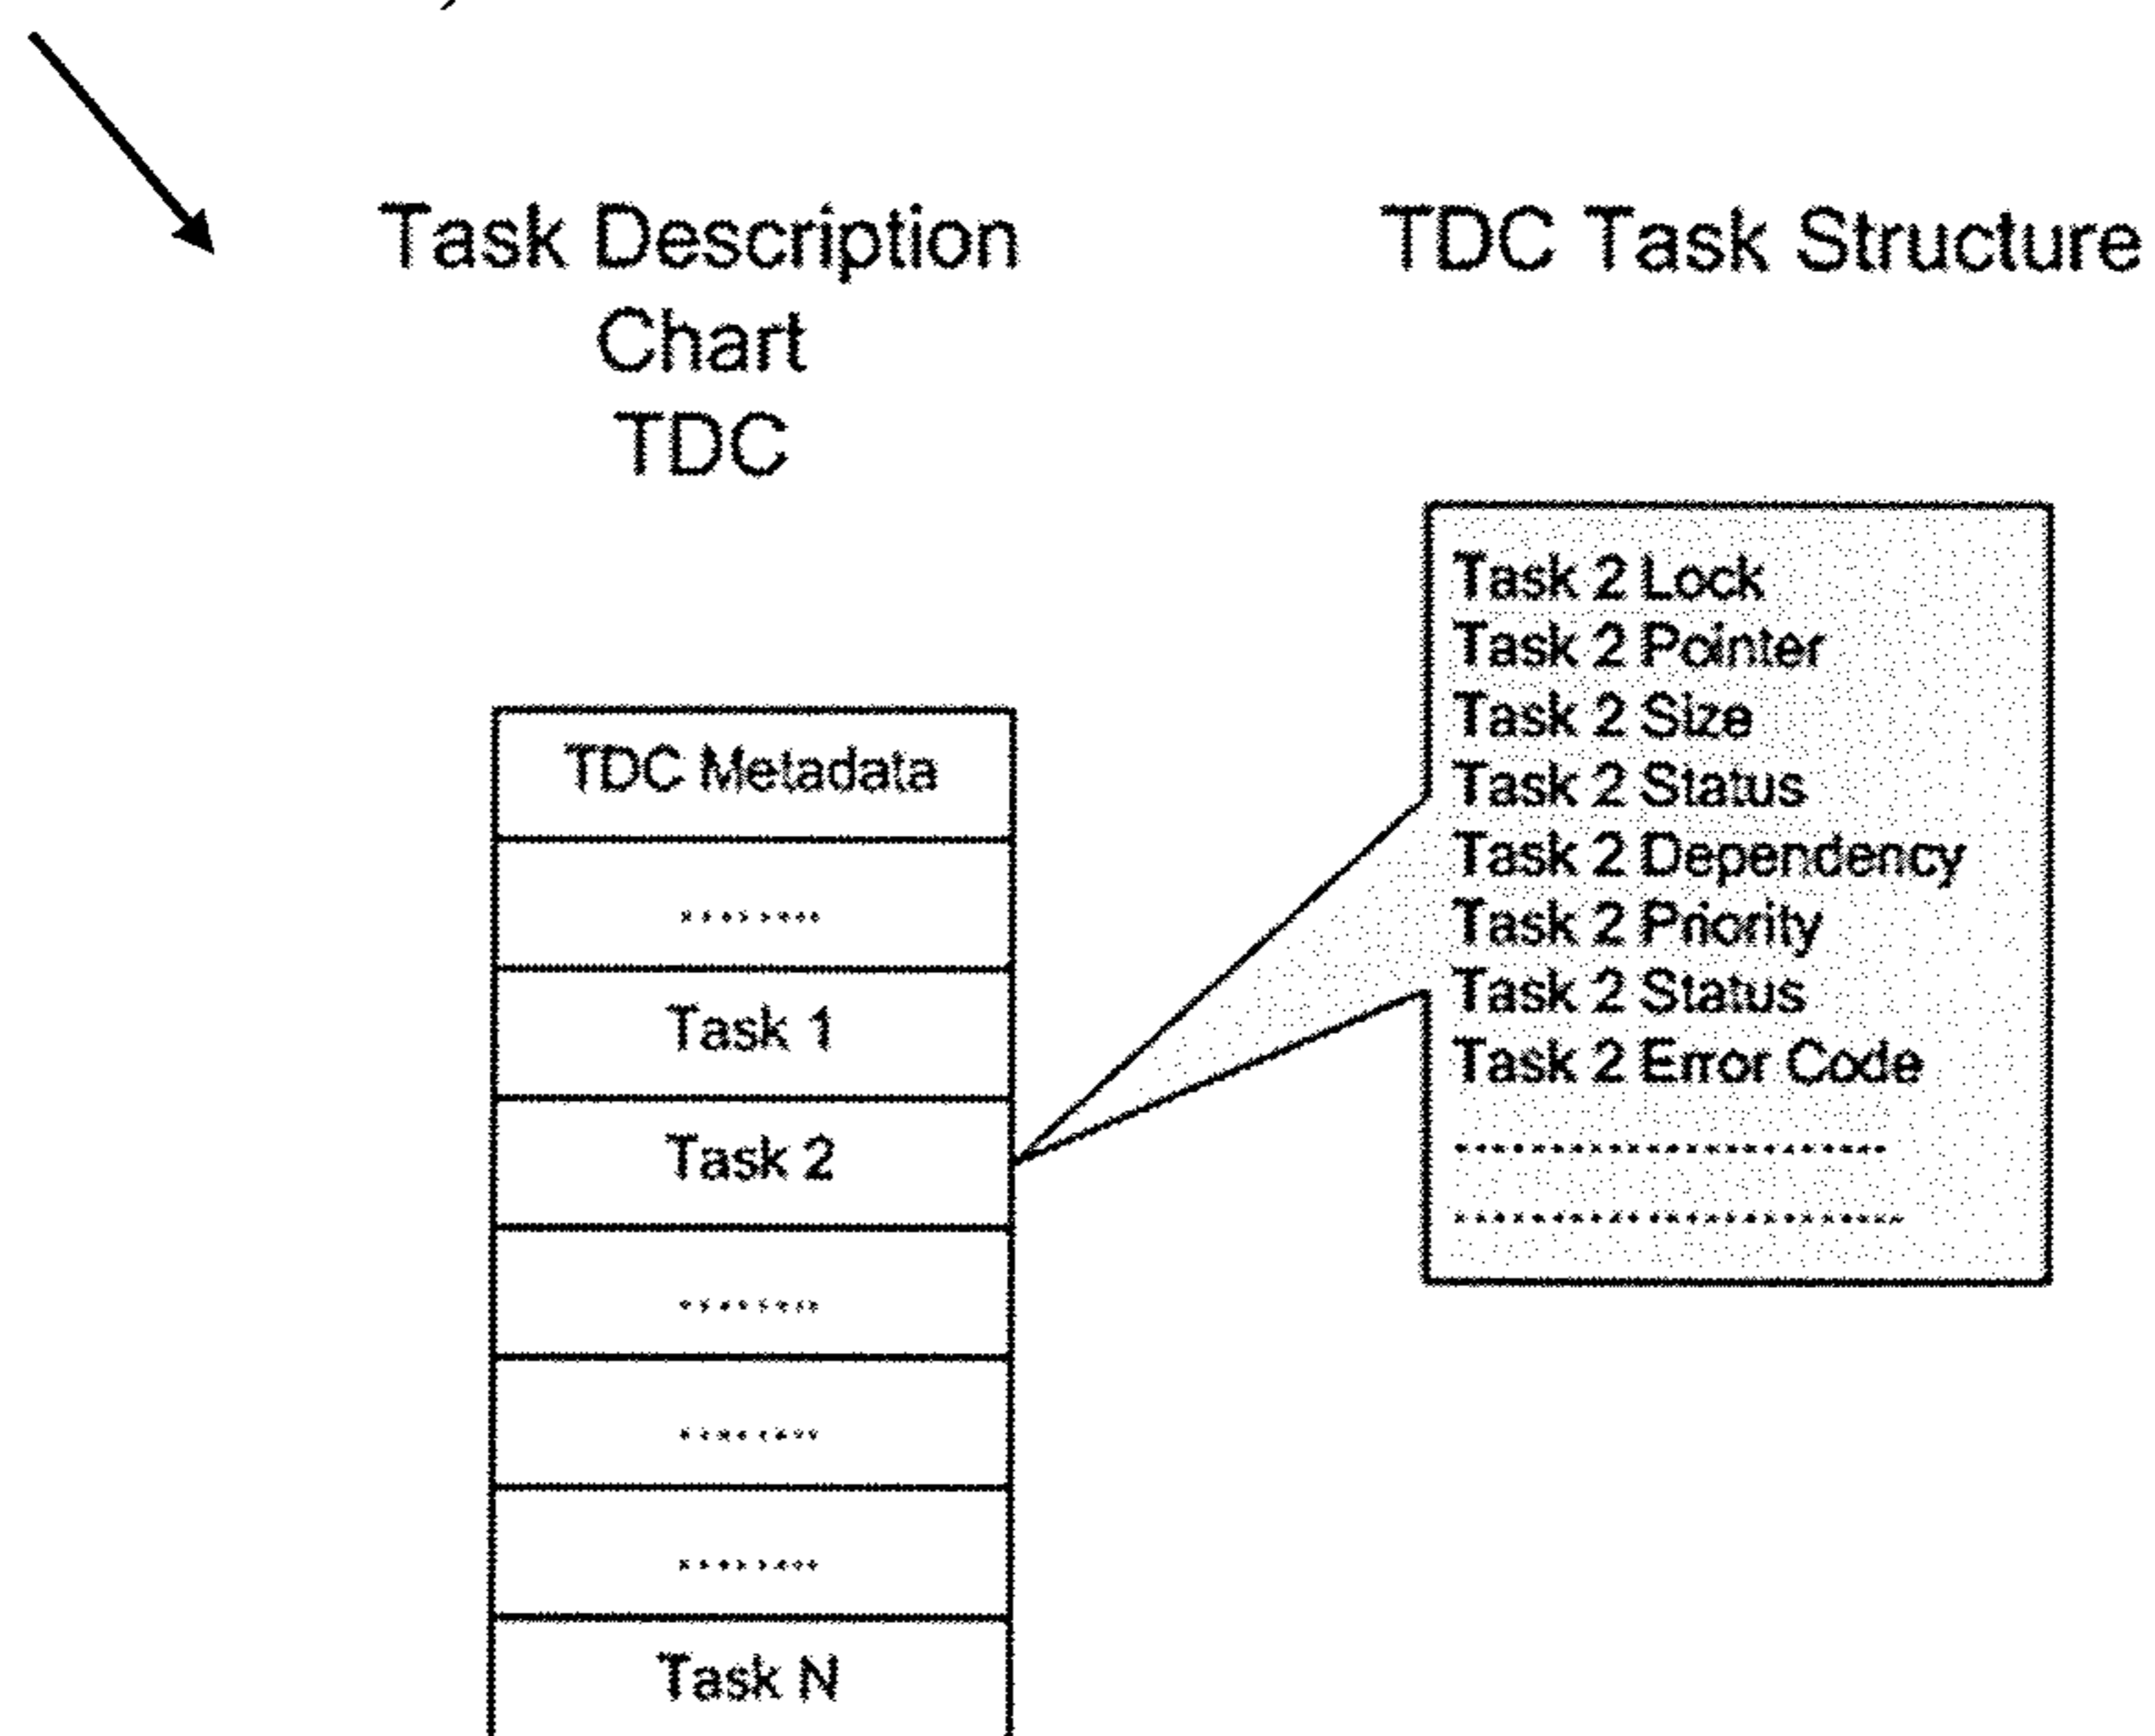 Task Description
Chart
TDC
TDC Task Structure
TDC Metadata
........
Task 1
Task 2
........
........
........
Task N
Task 2 Lock
Task 2 Pointer
Task 2 Size
Task 2 Status
Task 2 Dependency
Task 2 Priority
Task 2 Status
Task 2 Error Code
.......................
........................